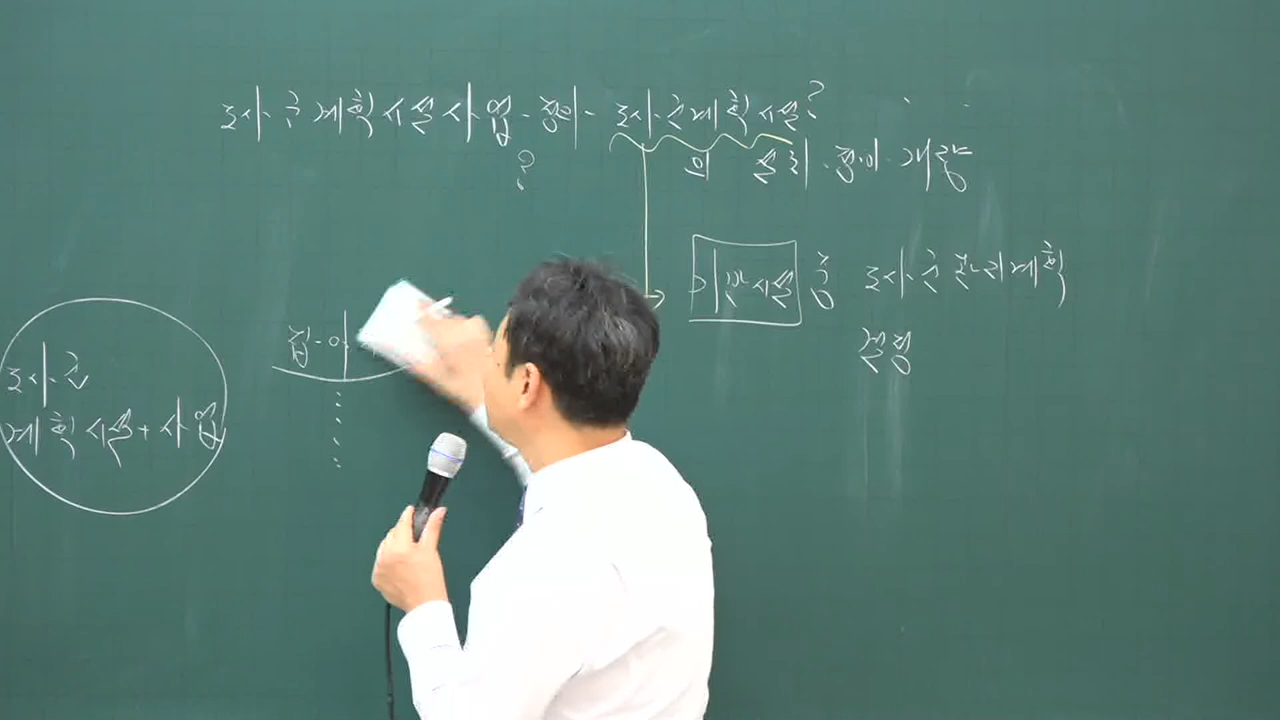 도시·군계획시설사업-정의- 도시·군계획시설?
?
의 설치·정비·개량
기반시설 중 도시·군관리계획
결정
도시·군
계획시설+사업